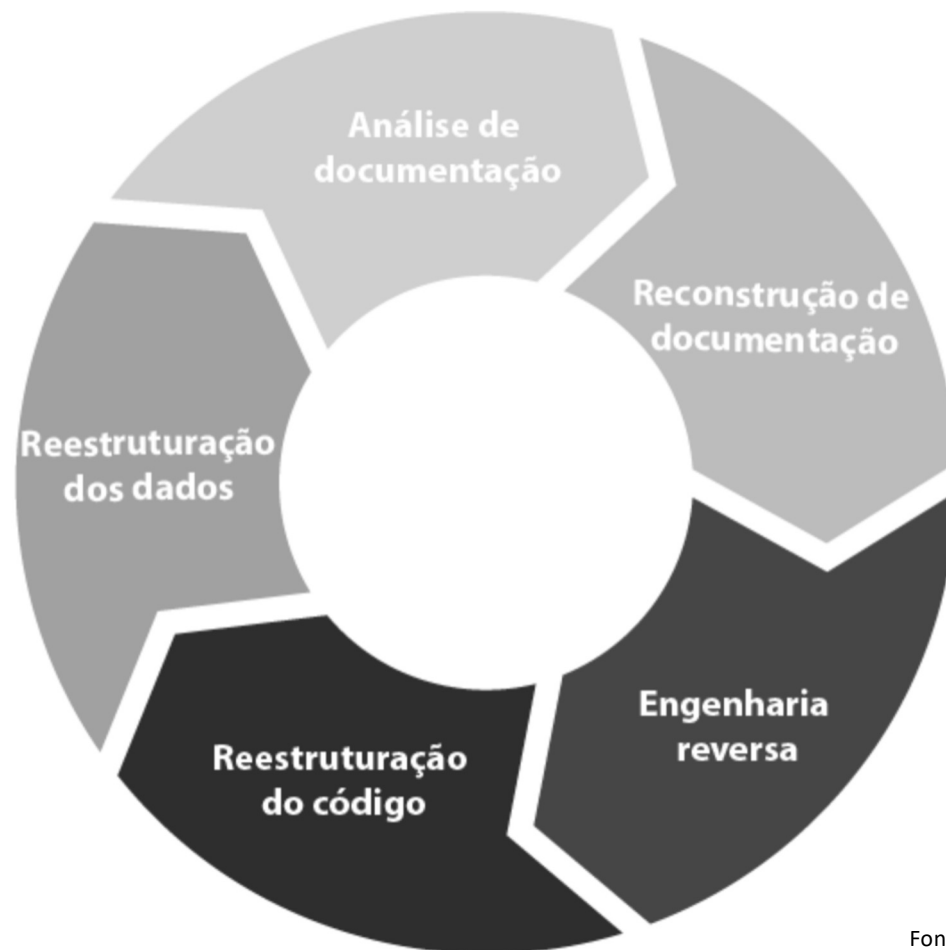 Análise de
documentação
Reconstrução de
documentação
Reestruturação
dos dados
Engenharia
reversa
Reestruturação
do código
Fon